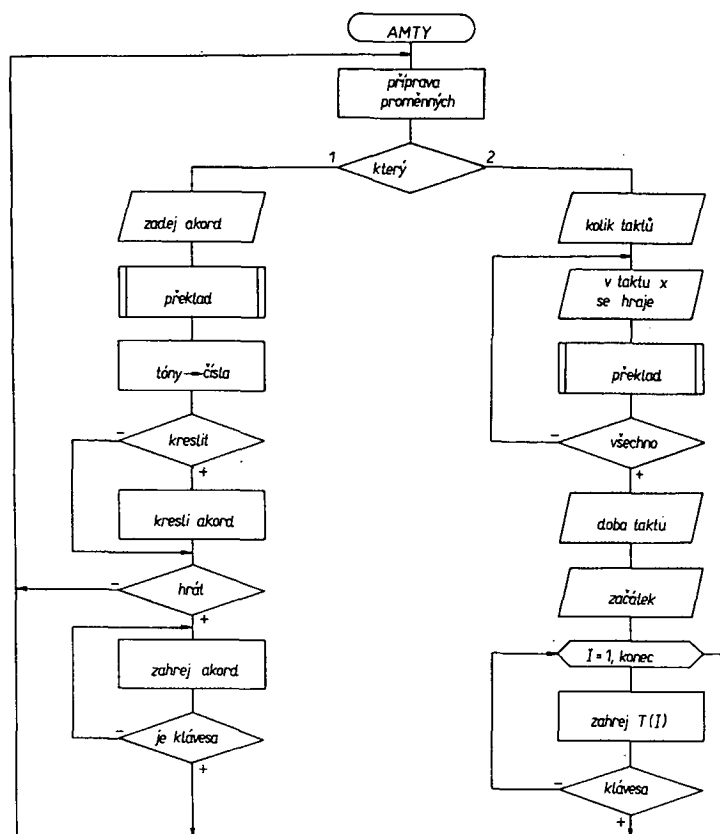 AMTY
příprava
proměnných
1
který
2
zadej akord
překlad
tóny → čísla
kreslit
-
+
kresli akord
hrát
-
+
zahrej akord
je klávesa
-
+
kolik taktů
v taktu x
se hraje
překlad
všechno
-
+
doba taktu
začálek
I = 1, konec
zahrej T(I)
klávesa
-
+